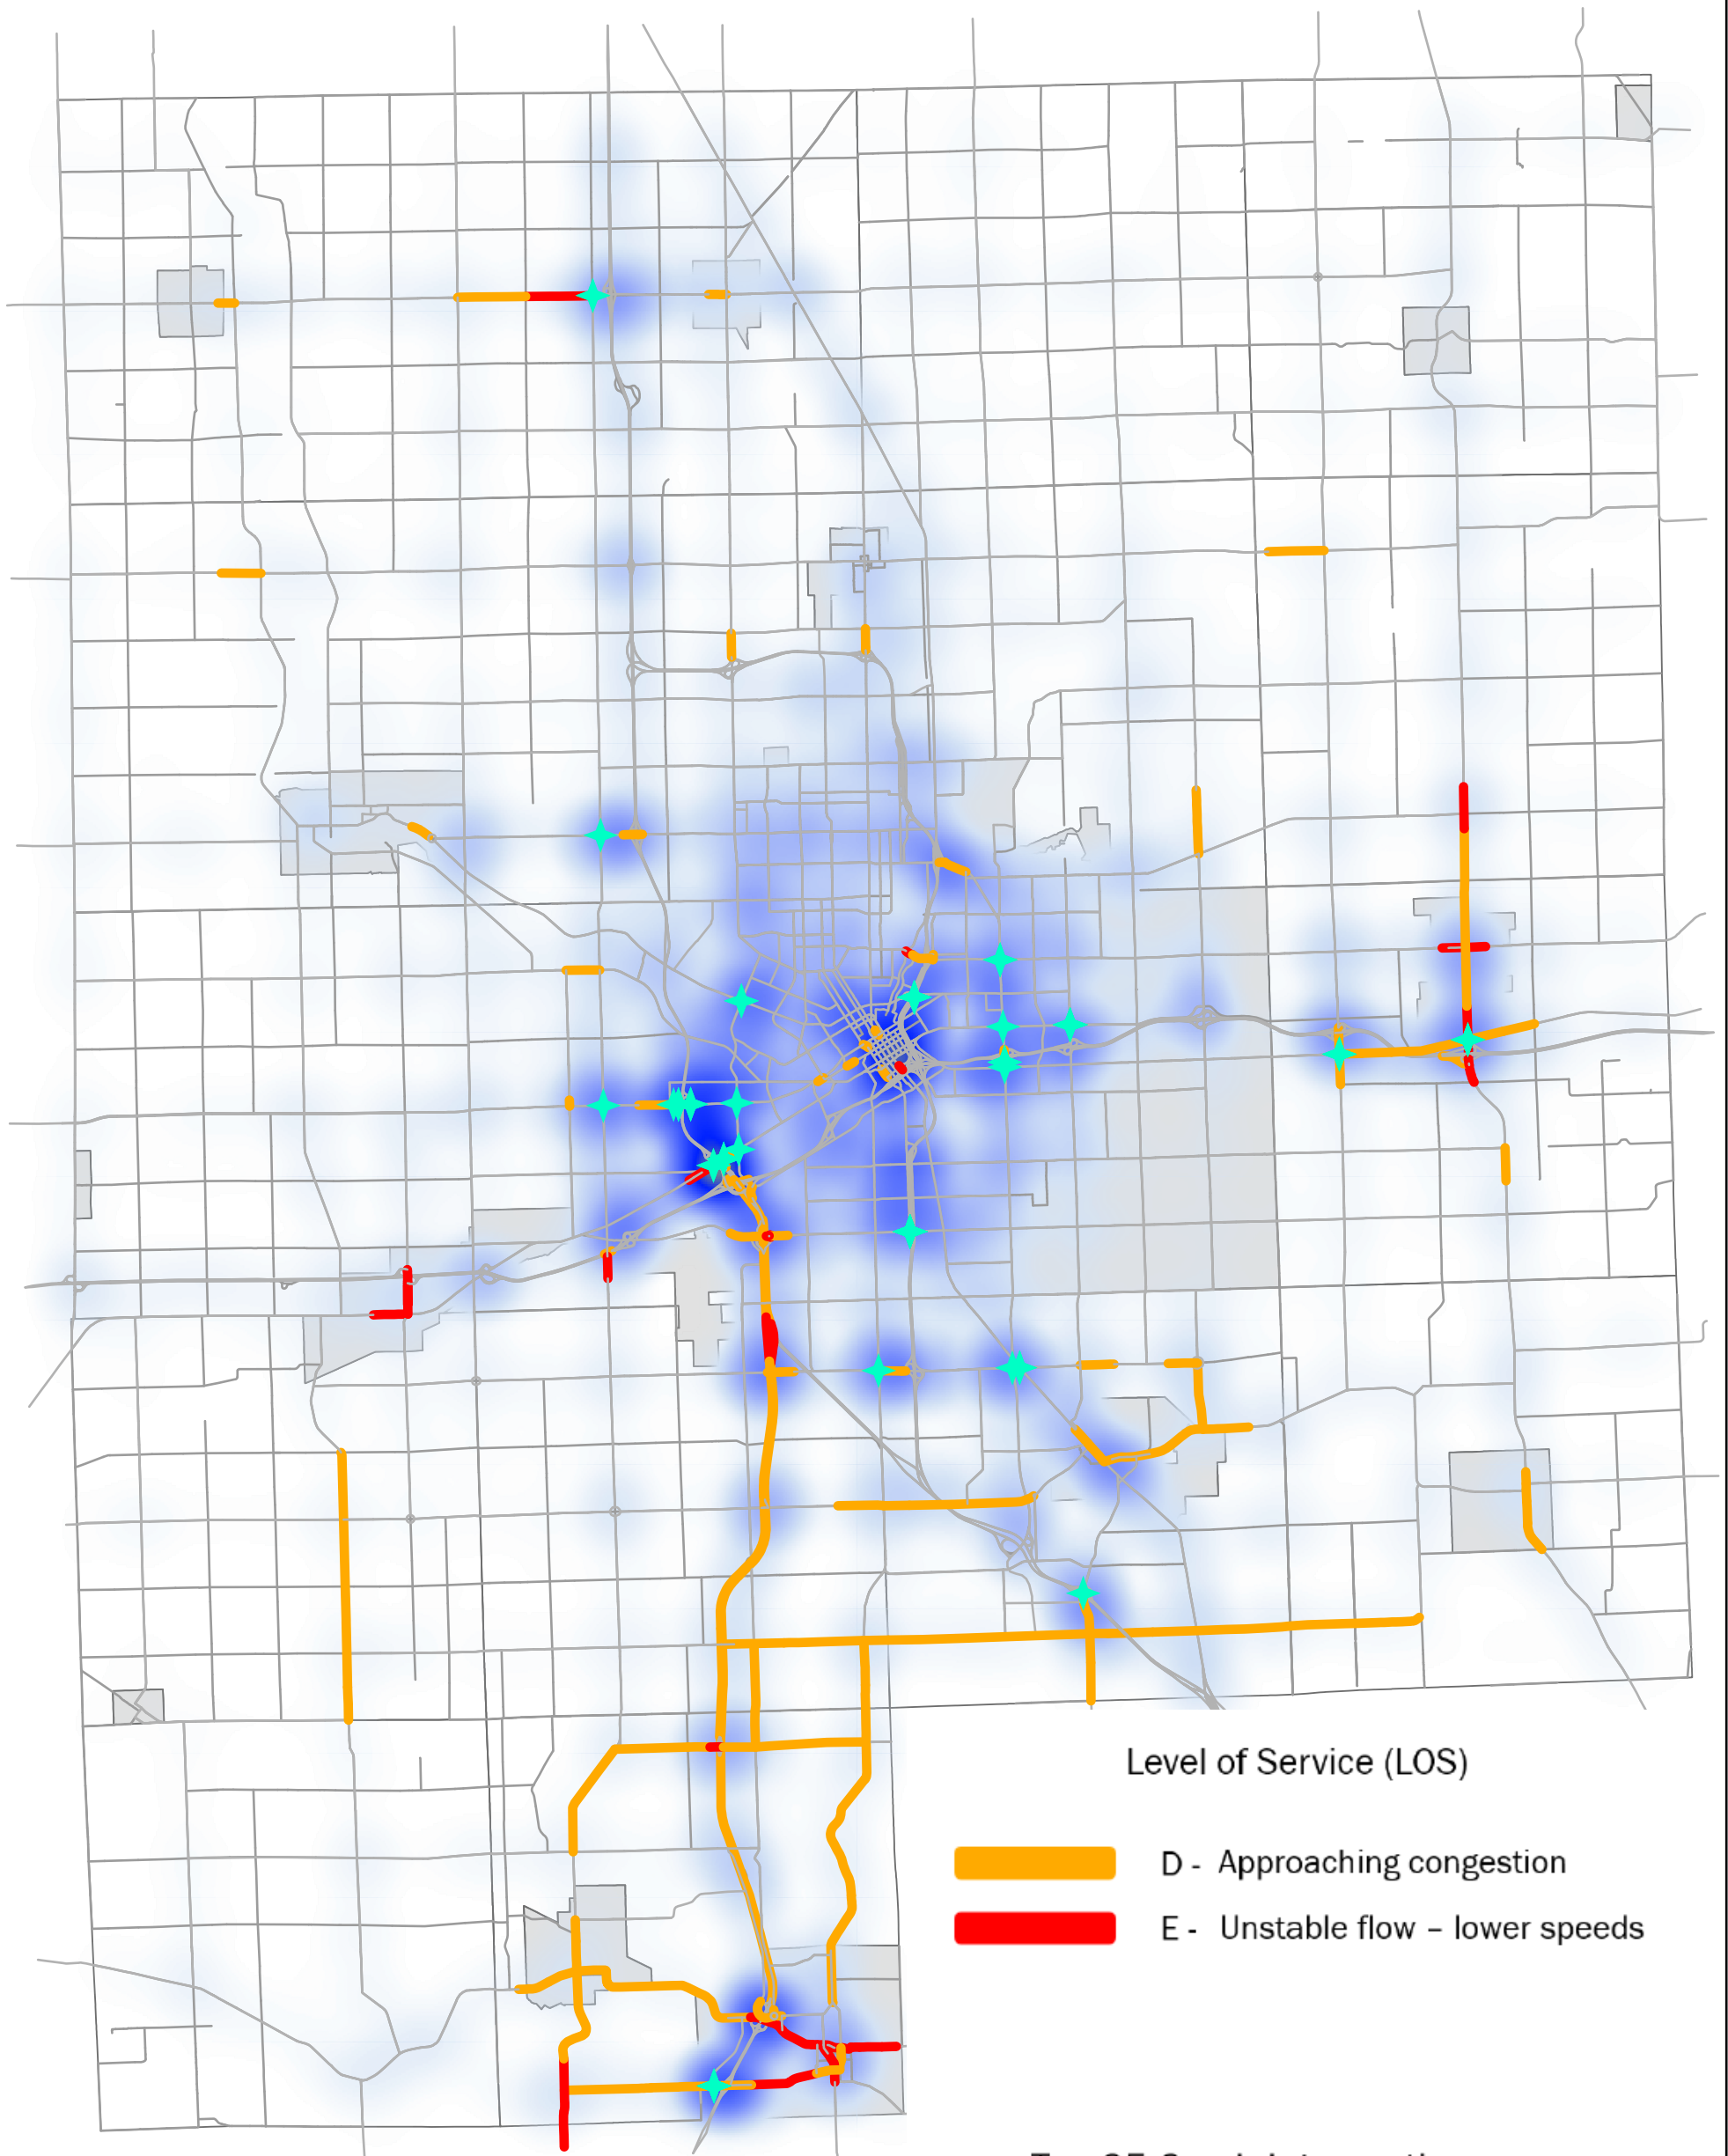 Level of Service (LOS)
D - Approaching congestion
E - Unstable flow – lower speeds